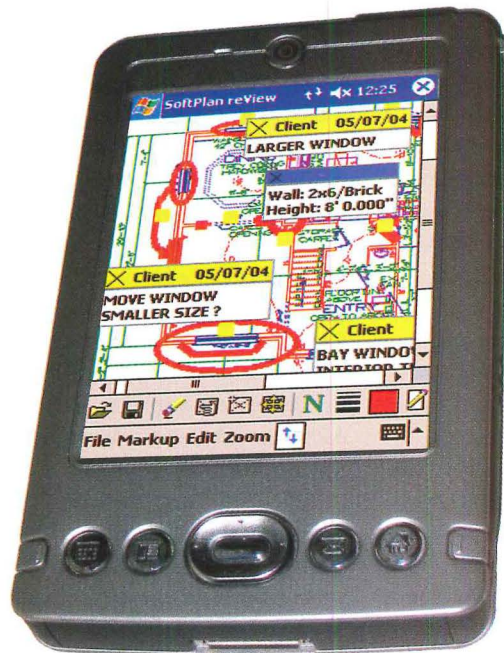 SoftPlan reView 12:25
Client 05/07/04
LARGER WINDOW
Wall: 2x6/Brick
Height: 8' 0.000"
Client 05/07/04
MOVE WINDOW
SMALLER SIZE ?
ENTRY
Client
BAY WINDO
N
File Markup Edit Zoom